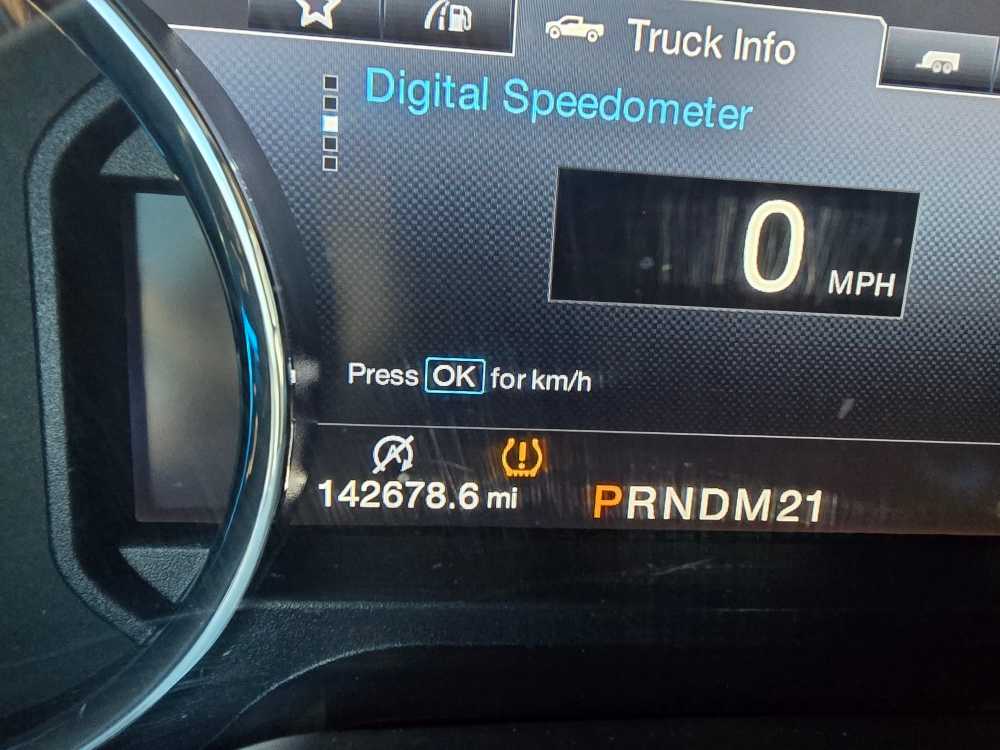 Truck Info
Digital Speedometer
0 MPH
Press OK for km/h
142678.6 mi PRNDM21